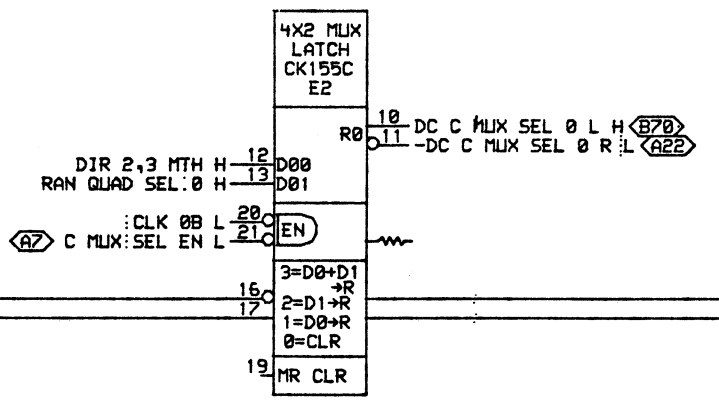 4X2 MUX
LATCH
CK155C
E2
10 DC C MUX SEL 0 L H B70
R0
11 -DC C MUX SEL 0 R L A22
DIR 2,3 MTH H 12 D00
RAN QUAD SEL 0 H 13 D01
CLK 0B L 20
EN
A7 C MUX SEL EN L 21
3=D0+D1
→R
16
2=D1→R
17
1=D0→R
0=CLR
19 MR CLR